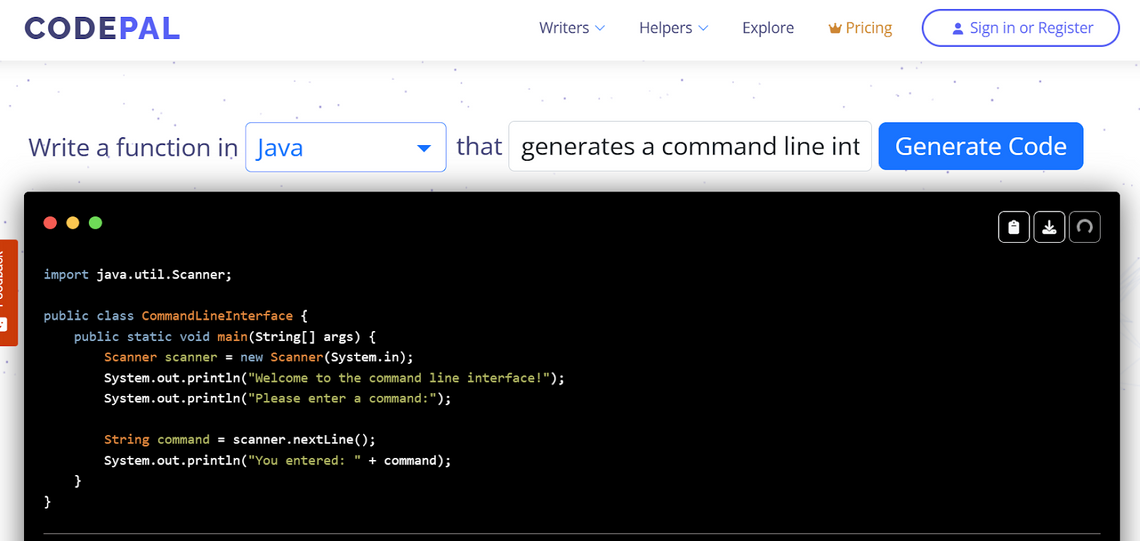 CODEPAL
Writers Helpers Explore Pricing Sign in or Register
Write a function in Java that generates a command line int Generate Code
import java.util.Scanner;
public class CommandLineInterface {
    public static void main(String[] args) {
        Scanner scanner = new Scanner(System.in);
        System.out.println("Welcome to the command line interface!");
        System.out.println("Please enter a command:");
        String command = scanner.nextLine();
        System.out.println("You entered: " + command);
    }
}